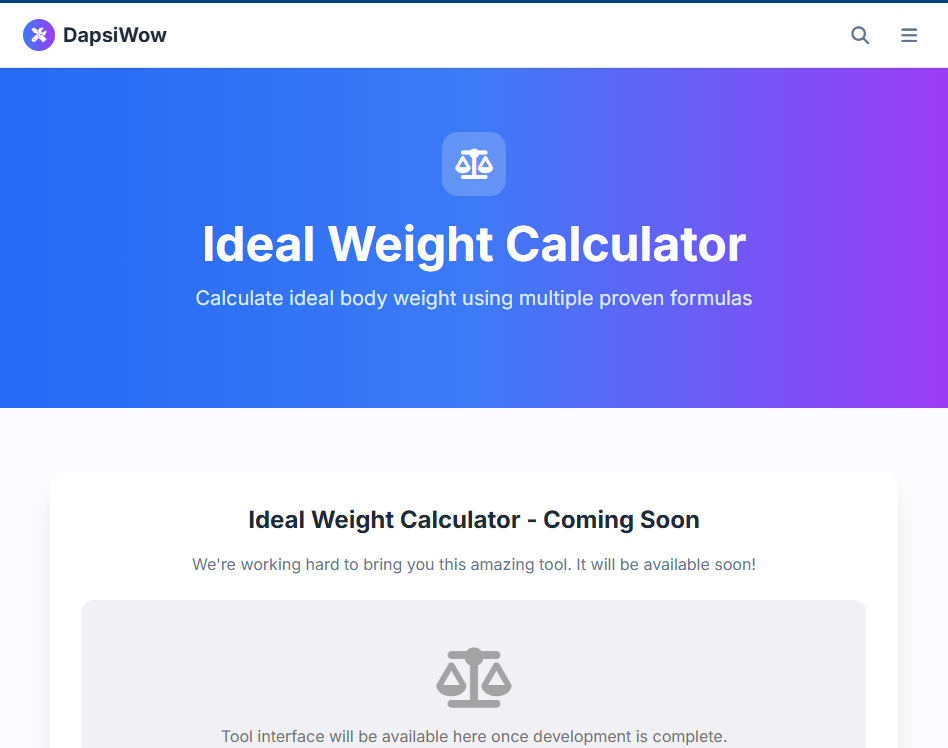 DapsiWow
Ideal Weight Calculator
Calculate ideal body weight using multiple proven formulas
Ideal Weight Calculator - Coming Soon
We're working hard to bring you this amazing tool. It will be available soon!
Tool interface will be available here once development is complete.